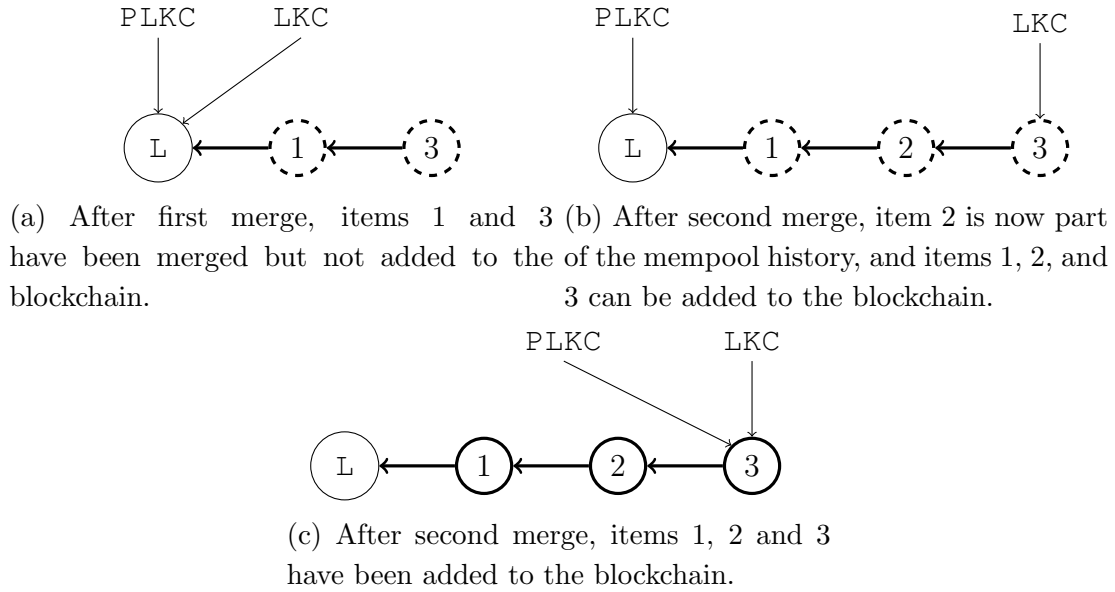 PLKC LKC
L 1 3
(a) After first merge, items 1 and 3
have been merged but not added to the
blockchain.
PLKC LKC
L 1 2 3
(b) After second merge, item 2 is now part
of the mempool history, and items 1, 2, and
3 can be added to the blockchain.
PLKC LKC
L 1 2 3
(c) After second merge, items 1, 2 and 3
have been added to the blockchain.